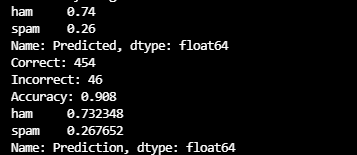 ham     0.74
spam    0.26
Name: Predicted, dtype: float64
Correct: 454
Incorrect: 46
Accuracy: 0.908
ham     0.732348
spam    0.267652
Name: Prediction, dtype: float64